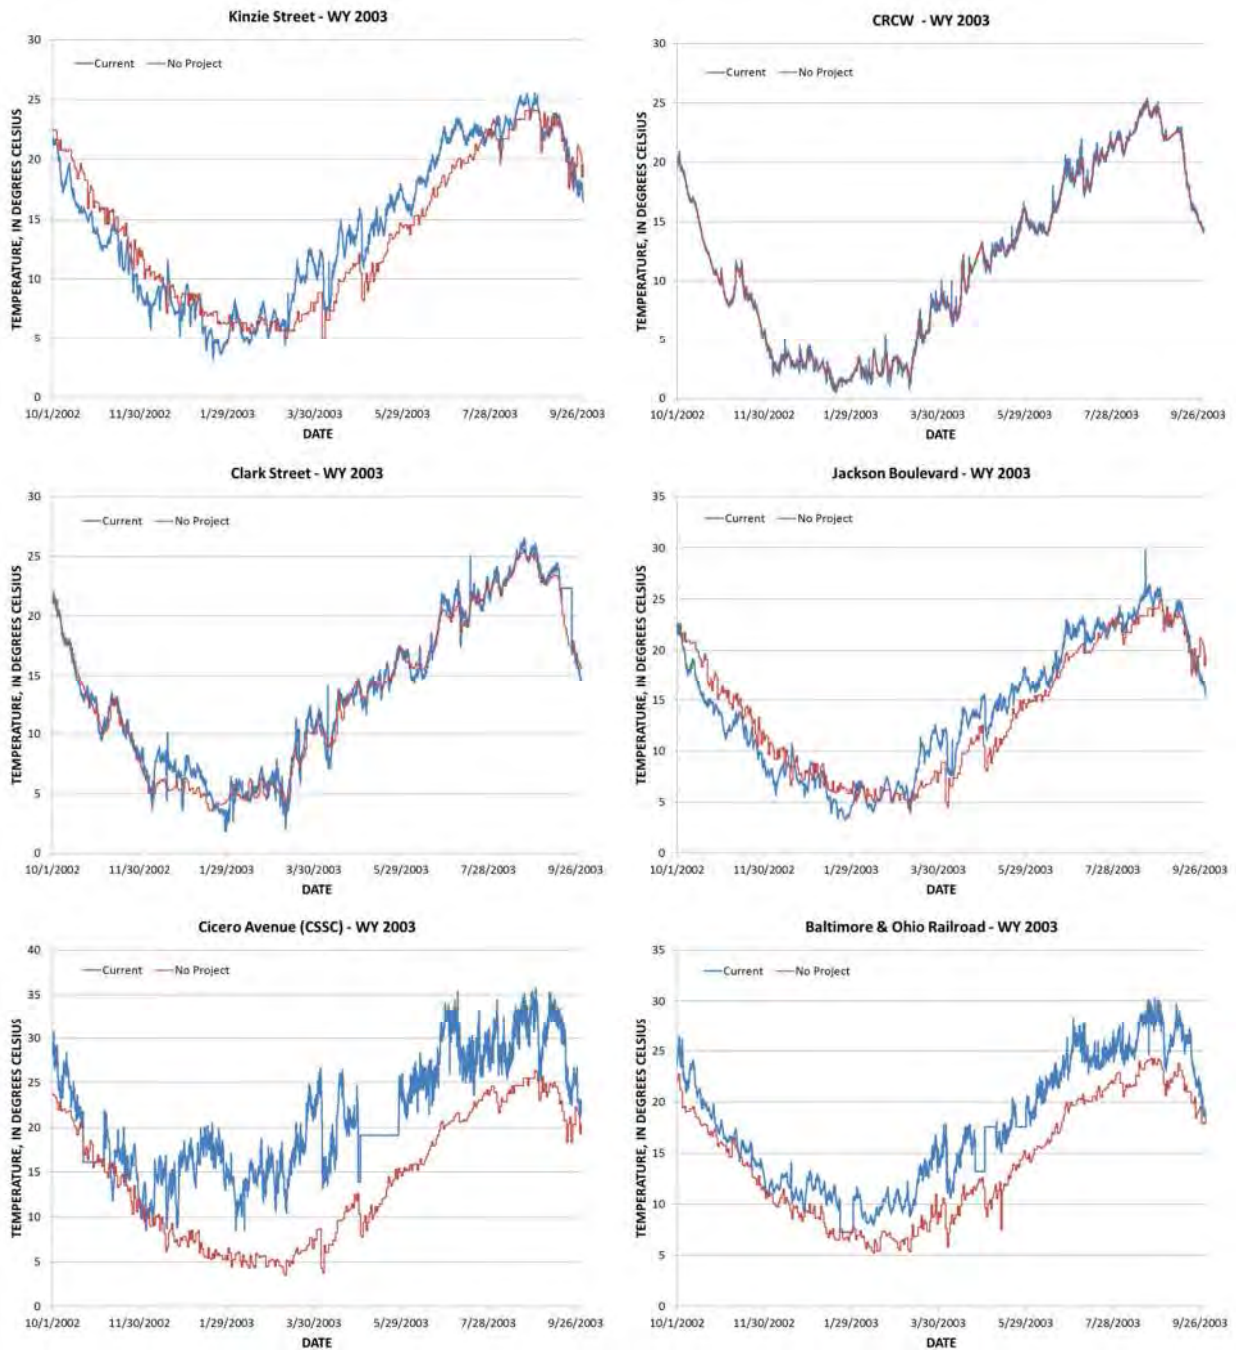 Kinzie Street - WY 2003
TEMPERATURE, IN DEGREES CELSIUS
30
25
20
15
10
5
0
Current No Project
10/1/2002 11/30/2002 1/29/2003 3/30/2003 5/29/2003 7/28/2003 9/26/2003
DATE
CRCW - WY 2003
TEMPERATURE, IN DEGREES CELSIUS
30
25
20
15
10
5
0
Current No Project
10/1/2002 11/30/2002 1/29/2003 3/30/2003 5/29/2003 7/28/2003 9/26/2003
DATE
Clark Street - WY 2003
TEMPERATURE, IN DEGREES CELSIUS
30
25
20
15
10
5
0
Current No Project
10/1/2002 11/30/2002 1/29/2003 3/30/2003 5/29/2003 7/28/2003 9/26/2003
DATE
Jackson Boulevard - WY 2003
TEMPERATURE, IN DEGREES CELSIUS
35
30
25
20
15
10
5
0
Current No Project
10/1/2002 11/30/2002 1/29/2003 3/30/2003 5/29/2003 7/28/2003 9/26/2003
DATE
Cicero Avenue (CSSC) - WY 2003
TEMPERATURE, IN DEGREES CELSIUS
40
35
30
25
20
15
10
5
0
Current No Project
10/1/2002 11/30/2002 1/29/2003 3/30/2003 5/29/2003 7/28/2003 9/26/2003
DATE
Baltimore & Ohio Railroad - WY 2003
TEMPERATURE, IN DEGREES CELSIUS
35
30
25
20
15
10
5
0
Current No Project
10/1/2002 11/30/2002 1/29/2003 3/30/2003 5/29/2003 7/28/2003 9/26/2003
DATE